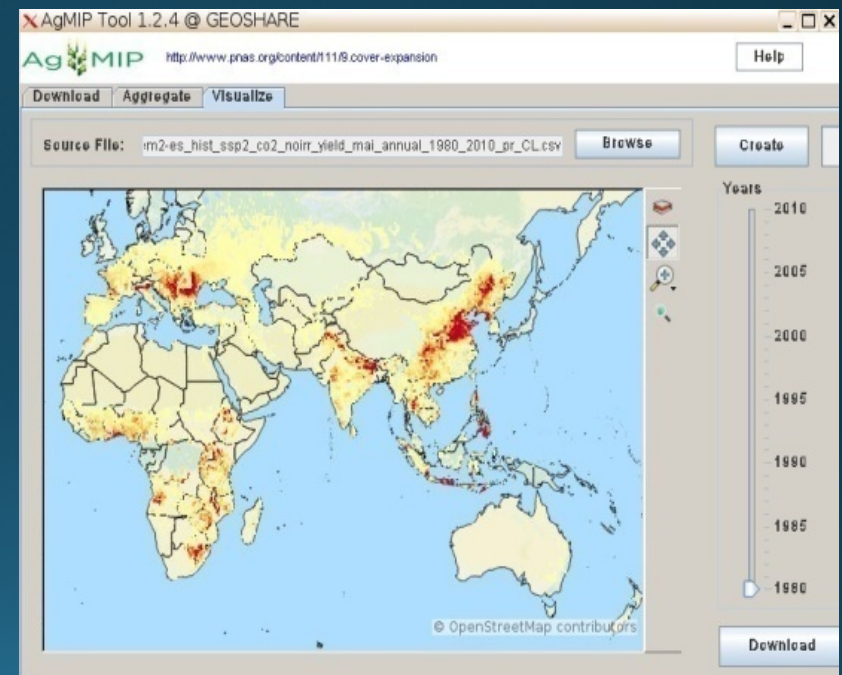 AgMIP Tool 1.2.4 @ GEOSHARE
AgMIP http://www.pnas.org/content/111/9.cover-expansion Help
Download Aggregate Visualize
Source File: :m2-es_hist_ssp2_co2_noirr_yield_mai_annual_1980_2010_pr_CL.csv Browse Create
Years
2010
2005
2000
1995
1990
1985
1980
© OpenStreetMap contributors
Download